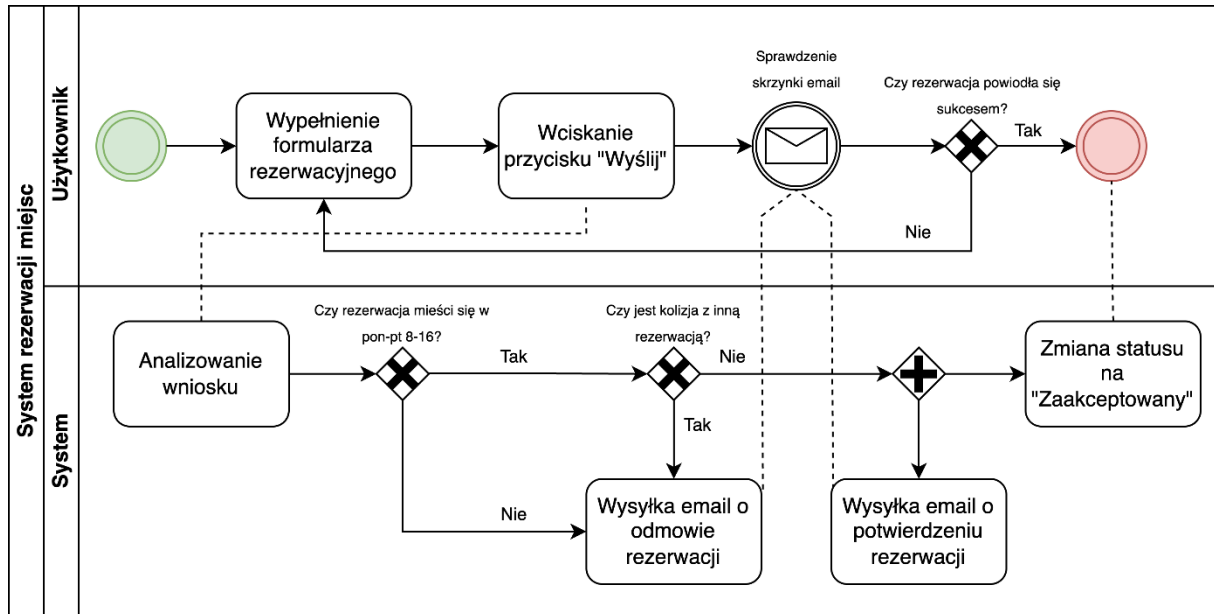 System rezerwacji miejsc
Użytkownik
Wypełnienie
formularza
rezerwacyjnego
Wciskanie
przycisku "Wyślij"
Sprawdzenie
skrzynki email
Czy rezerwacja powiodła się
sukcesem?
Tak
Nie
System
Analizowanie
wniosku
Czy rezerwacja mieści się w
pon-pt 8-16?
Tak
Nie
Czy jest kolizja z inną
rezerwacją?
Nie
Tak
Wysyłka email o
odmowie
rezerwacji
Wysyłka email o
potwierdzeniu
rezerwacji
Zmiana statusu
na
"Zaakceptowany"